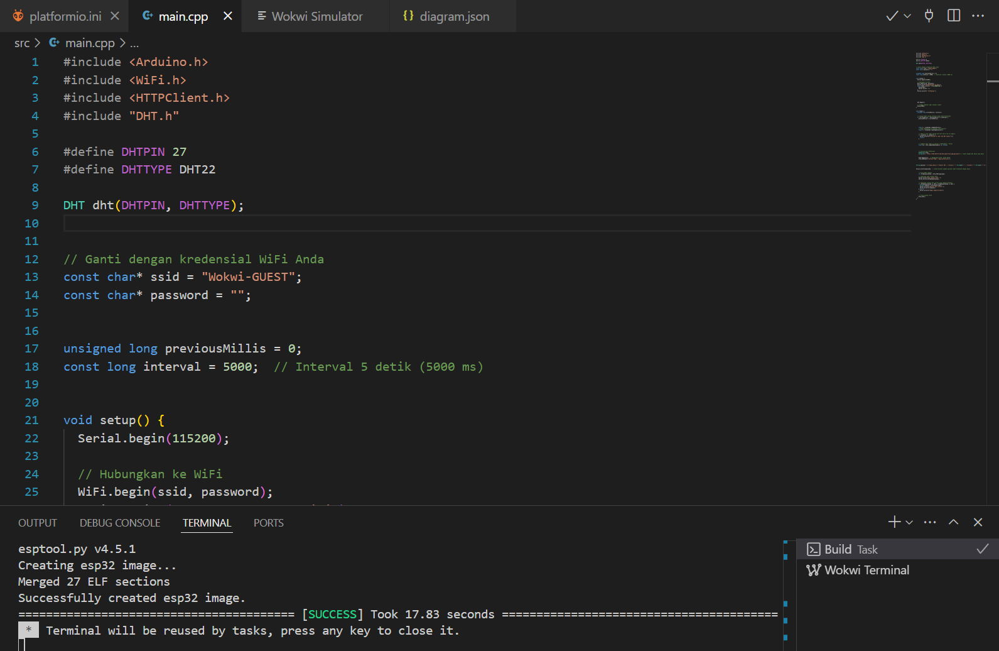 platformio.ini
main.cpp
Wokwi Simulator
{} diagram.json
src > main.cpp > ...
1 #include <Arduino.h>
2 #include <WiFi.h>
3 #include <HTTPClient.h>
4 #include "DHT.h"
5
6 #define DHTPIN 27
7 #define DHTTYPE DHT22
8
9 DHT dht(DHTPIN, DHTTYPE);
10
11
12 // Ganti dengan kredensial WiFi Anda
13 const char* ssid = "Wokwi-GUEST";
14 const char* password = "";
15
16
17 unsigned long previousMillis = 0;
18 const long interval = 5000;  // Interval 5 detik (5000 ms)
19
20
21 void setup() {
22   Serial.begin(115200);
23
24   // Hubungkan ke WiFi
25   WiFi.begin(ssid, password);
OUTPUT DEBUG CONSOLE TERMINAL PORTS
esptool.py v4.5.1
Creating esp32 image...
Merged 27 ELF sections
Successfully created esp32 image.
======================================== [SUCCESS] Took 17.83 seconds ========================================
* Terminal will be reused by tasks, press any key to close it.
Build Task
Wokwi Terminal